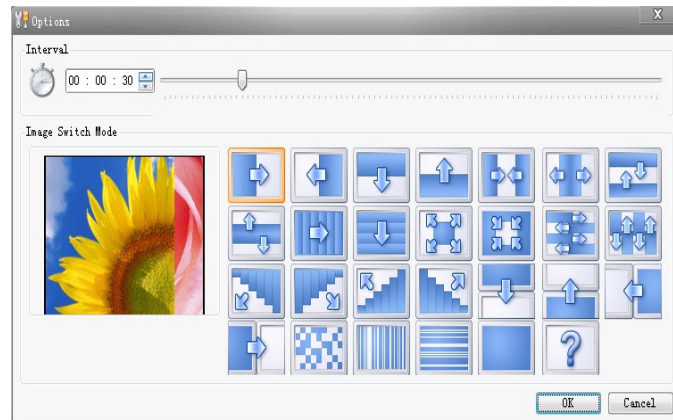 Options
X
Interval
00 : 00 : 30
Image Switch Mode
?
OK
Cancel